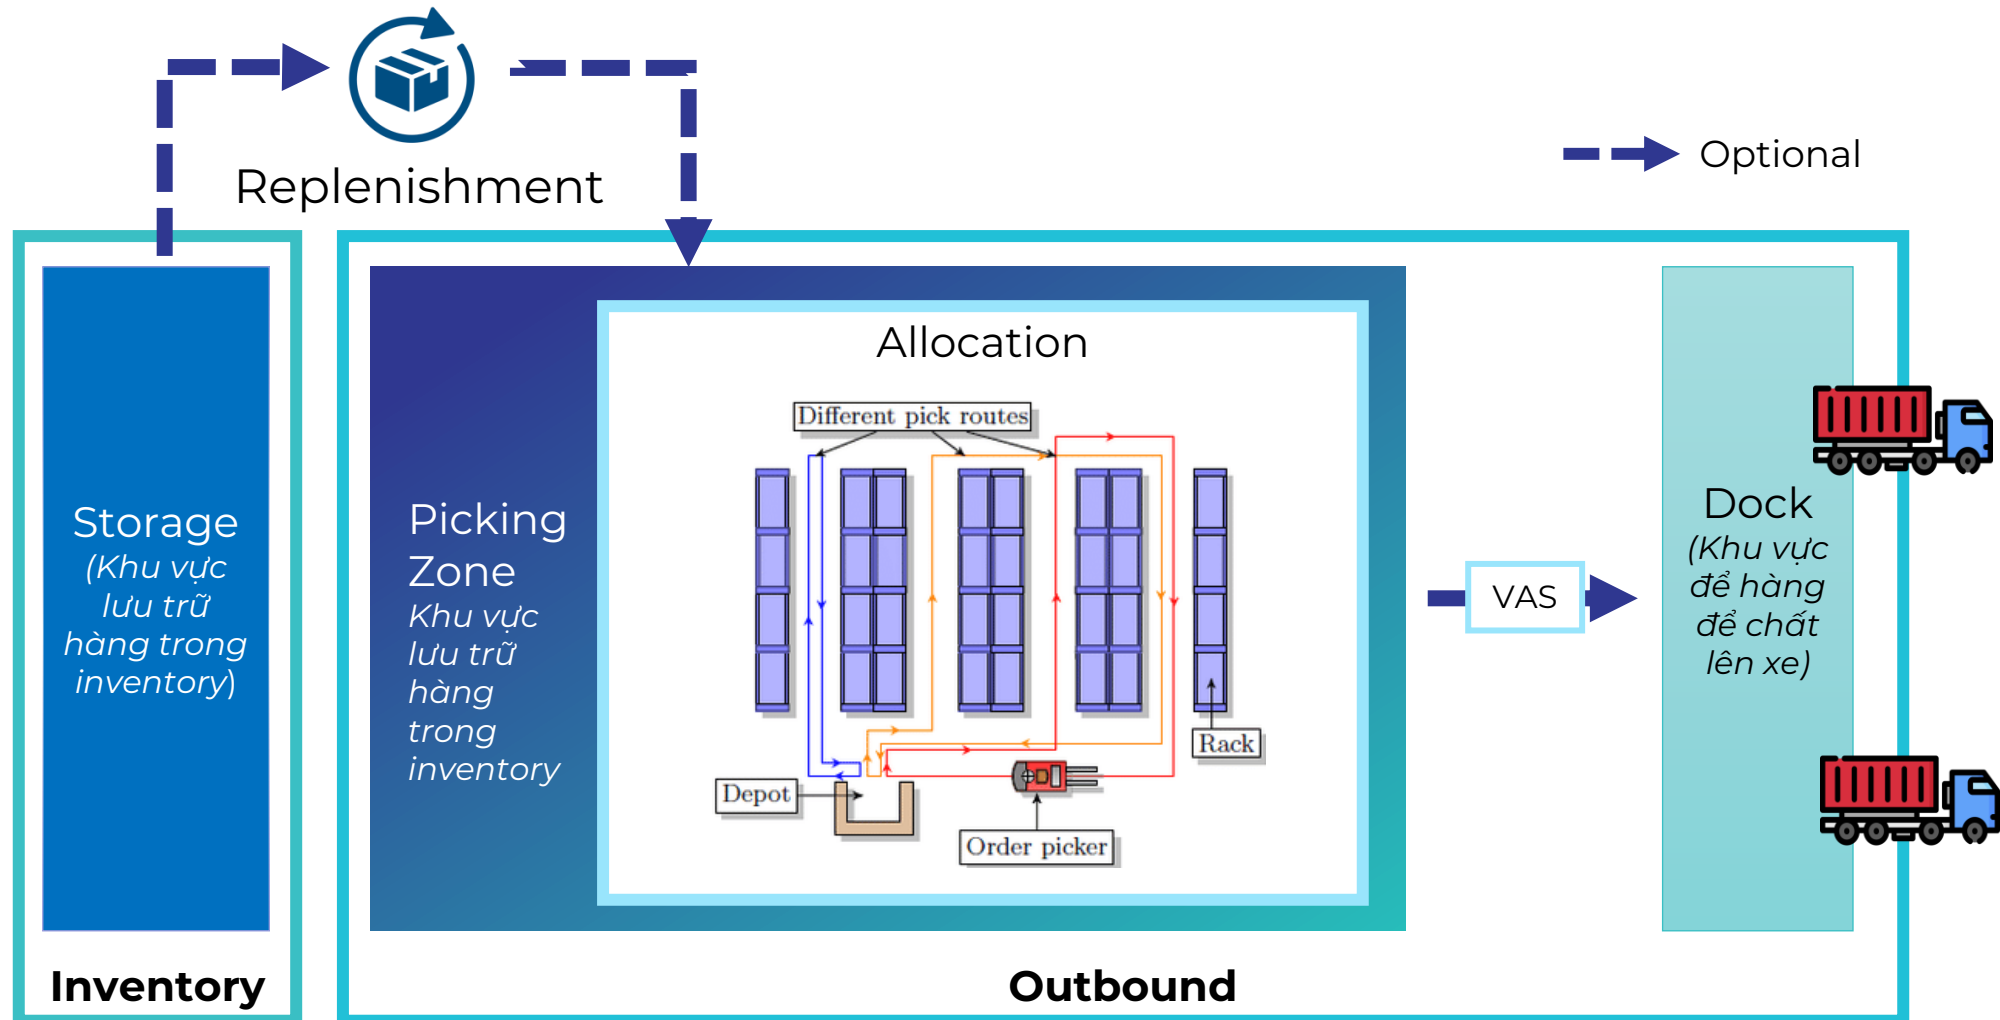 Replenishment
Optional
Storage
(Khu vực
lưu trữ
hàng trong
inventory)
Inventory
Picking
Zone
Khu vực
lưu trữ
hàng
trong
inventory
Allocation
Different pick routes
Rack
Depot
Order picker
VAS
Dock
(Khu vực
để hàng
để chất
lên xe)
Outbound